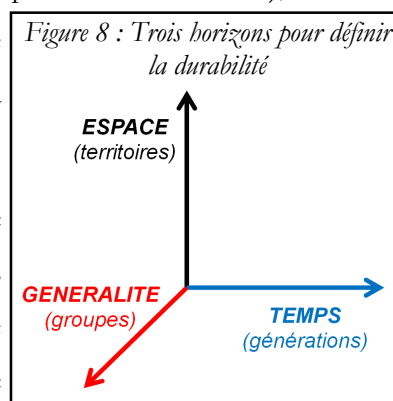 Figure 8 : Trois horizons pour définir
la durabilité
ESPACE
(territoires)
GENERALITE
(groupes)
TEMPS
(générations)